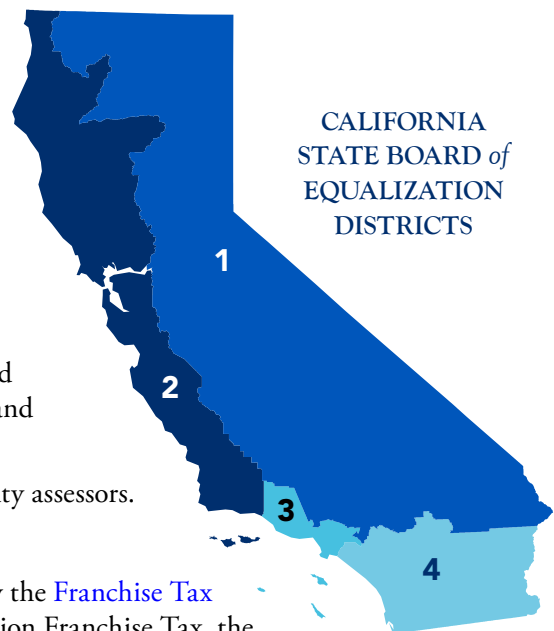 CALIFORNIA
STATE BOARD of
EQUALIZATION
DISTRICTS
1
2
and
3
ty assessors.
4
the Franchise Tax
ion Franchise Tax, the